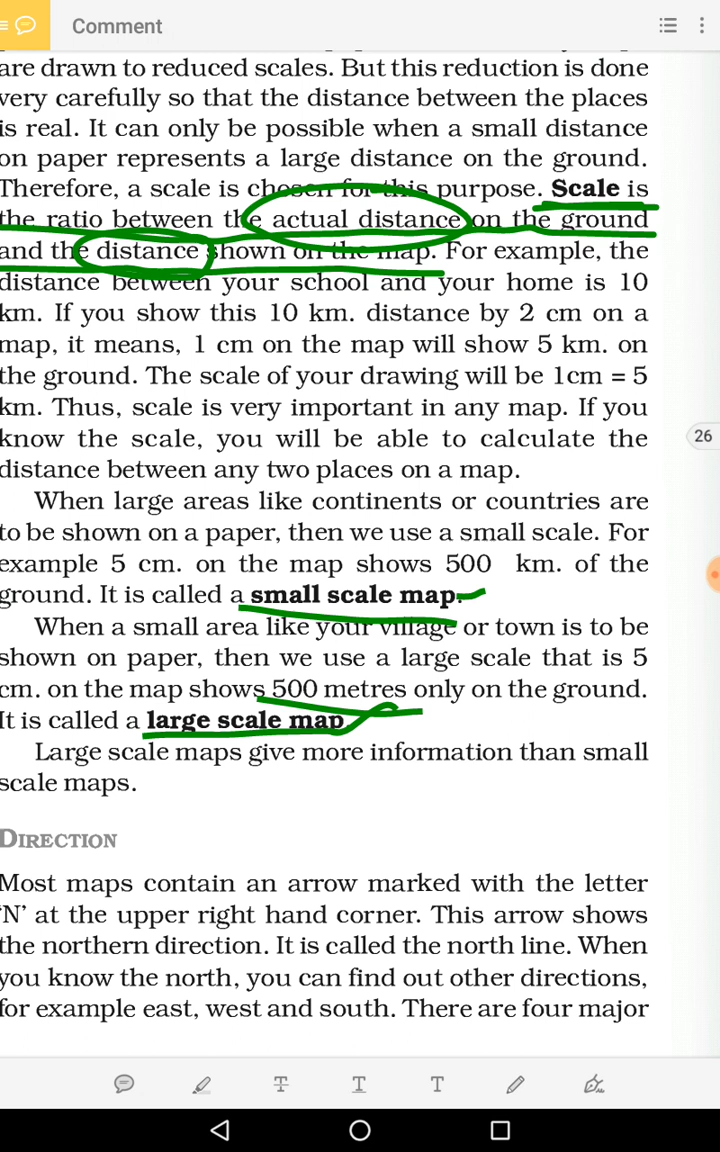 Comment
are drawn to reduced scales. But this reduction is done
very carefully so that the distance between the places
is real. It can only be possible when a small distance
on paper represents a large distance on the ground.
Therefore, a scale is chosen for this purpose. Scale is
the ratio between the actual distance on the ground
and the distance shown on the map. For example, the
distance between your school and your home is 10
km. If you show this 10 km. distance by 2 cm on a
map, it means, 1 cm on the map will show 5 km. on
the ground. The scale of your drawing will be 1cm = 5
km. Thus, scale is very important in any map. If you
know the scale, you will be able to calculate the
distance between any two places on a map.
26
When large areas like continents or countries are
to be shown on a paper, then we use a small scale. For
example 5 cm. on the map shows 500 km. of the
ground. It is called a small scale map.
When a small area like your village or town is to be
shown on paper, then we use a large scale that is 5
cm. on the map shows 500 metres only on the ground.
It is called a large scale map
Large scale maps give more information than small
scale maps.
DIRECTION
Most maps contain an arrow marked with the letter
‘N’ at the upper right hand corner. This arrow shows
the northern direction. It is called the north line. When
you know the north, you can find out other directions,
for example east, west and south. There are four major
T
T
T